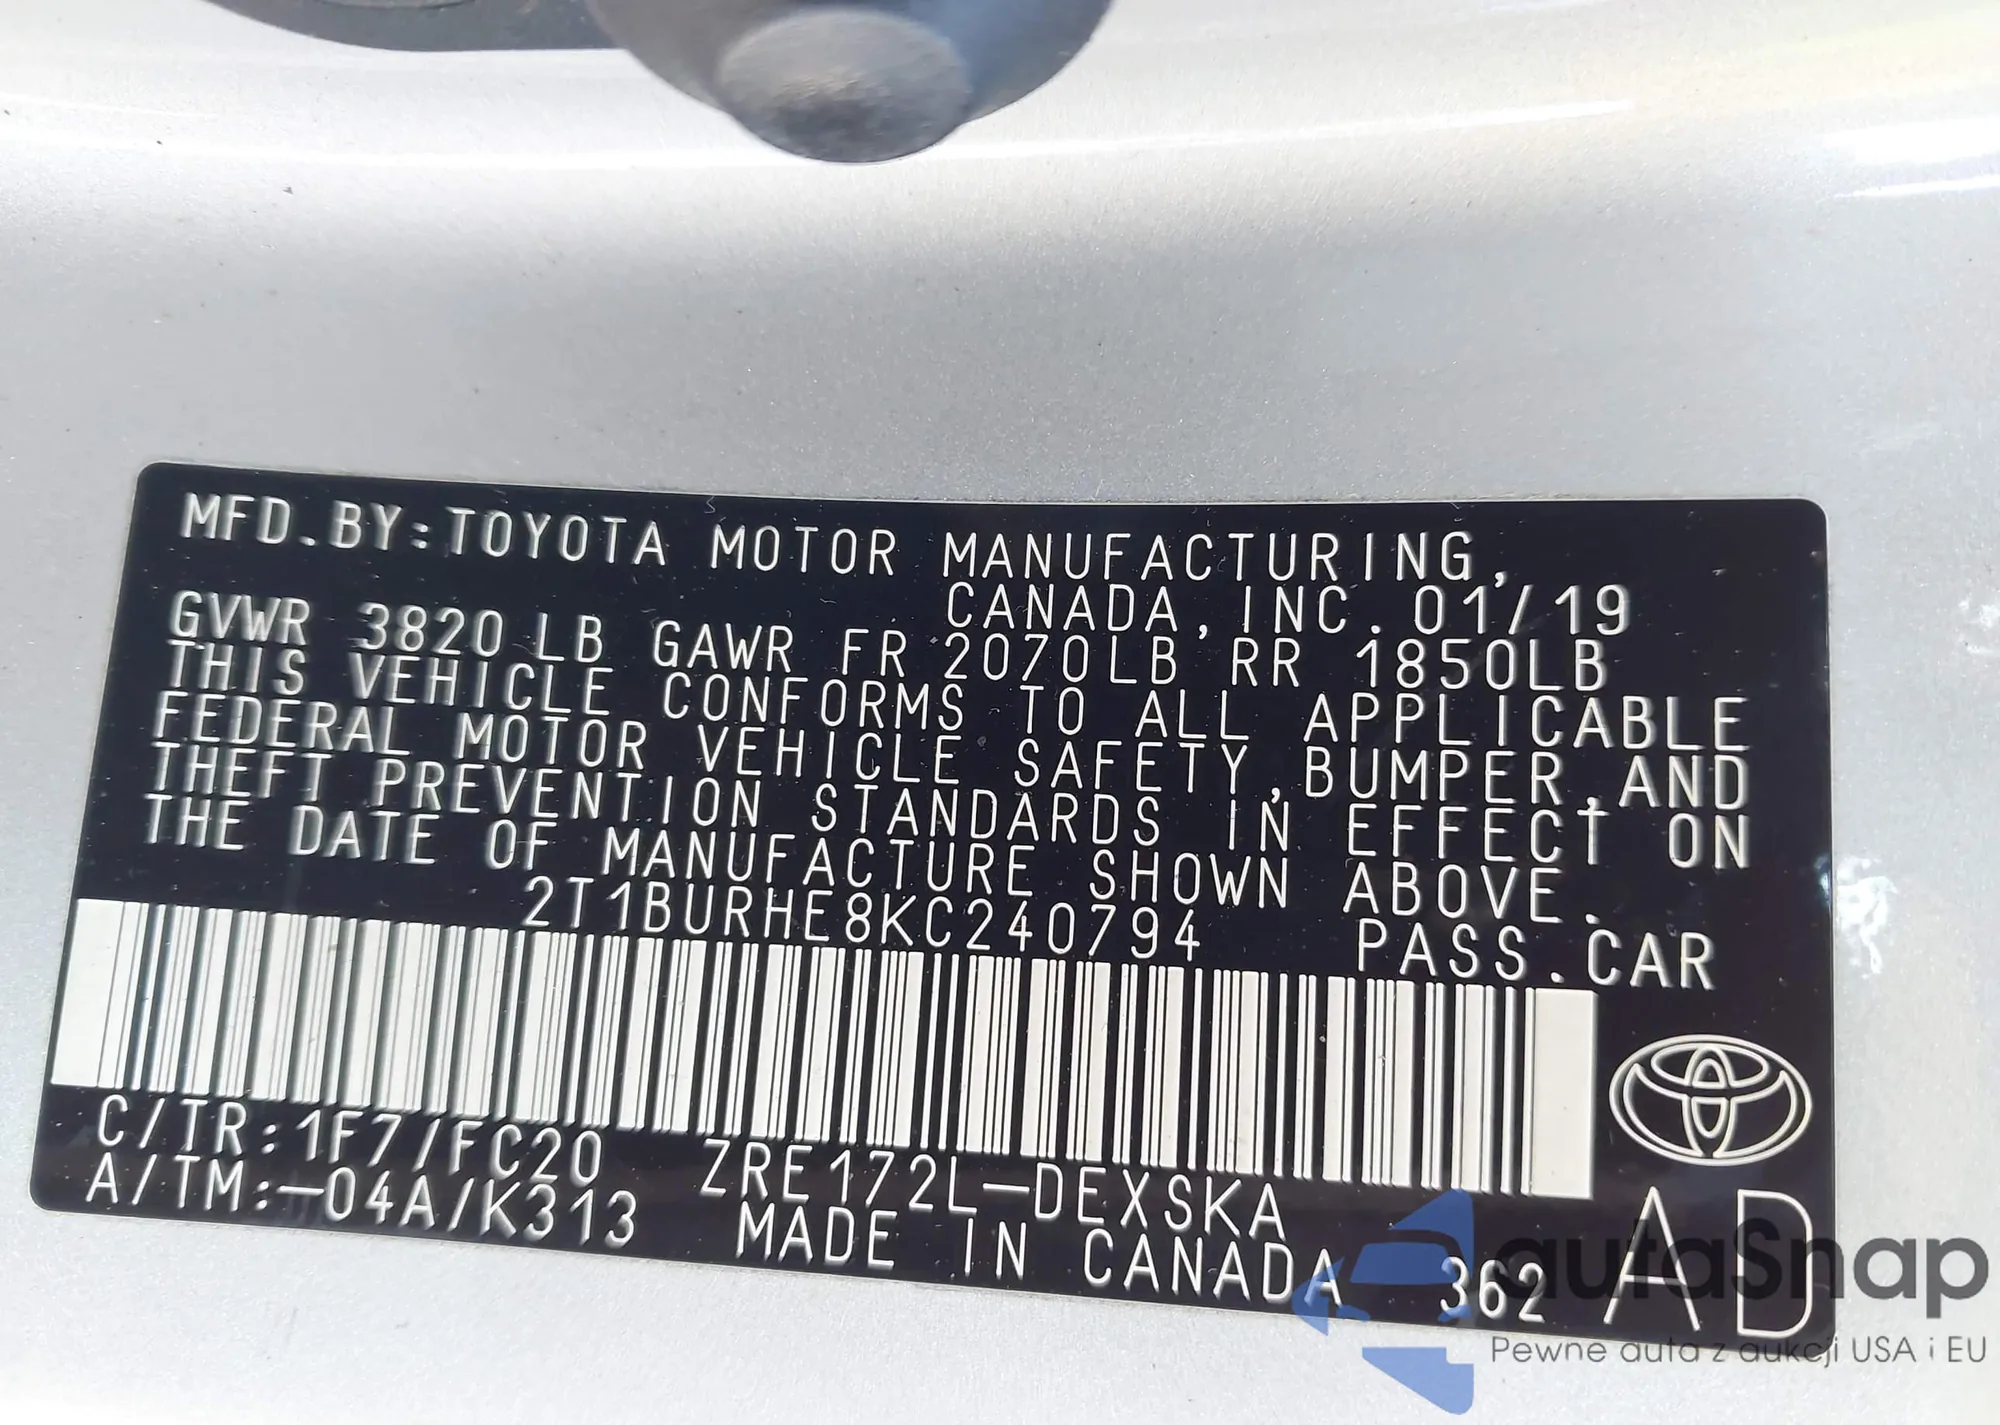 MFD.BY:TOYOTA MOTOR MANUFACTURING,
CANADA,INC. 01/19
GVWR 3820 LB GAWR FR 2070LB RR 1850LB
THIS VEHICLE CONFORMS TO ALL APPLICABLE
FEDERAL MOTOR VEHICLE SAFETY,BUMPER,AND
THEFT PREVENTION STANDARDS IN EFFECT ON
THE DATE OF MANUFACTURE SHOWN ABOVE.
2T1BURHE8KC240794 PASS.CAR
C/TR:1F7/FC20 ZRE172L-DEXSKA
A/TM:-04A/K313 MADE IN CANADA 362 AD
autaSnap
Pewne auta z aukcji USA i EU